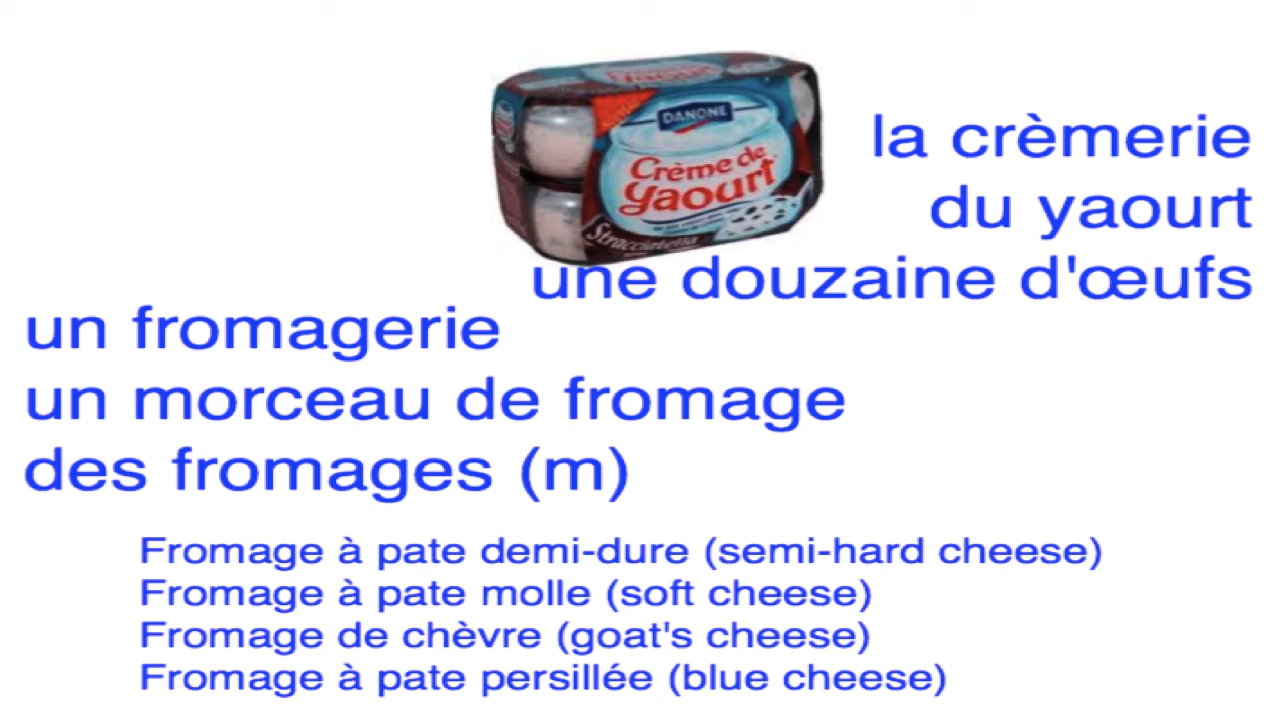 DANONE
Crème de
yaourt
Stracciatella
la crèmerie
du yaourt
une douzaine d'œufs
un fromagerie
un morceau de fromage
des fromages (m)
Fromage à pate demi-dure (semi-hard cheese)
Fromage à pate molle (soft cheese)
Fromage de chèvre (goat's cheese)
Fromage à pate persillée (blue cheese)